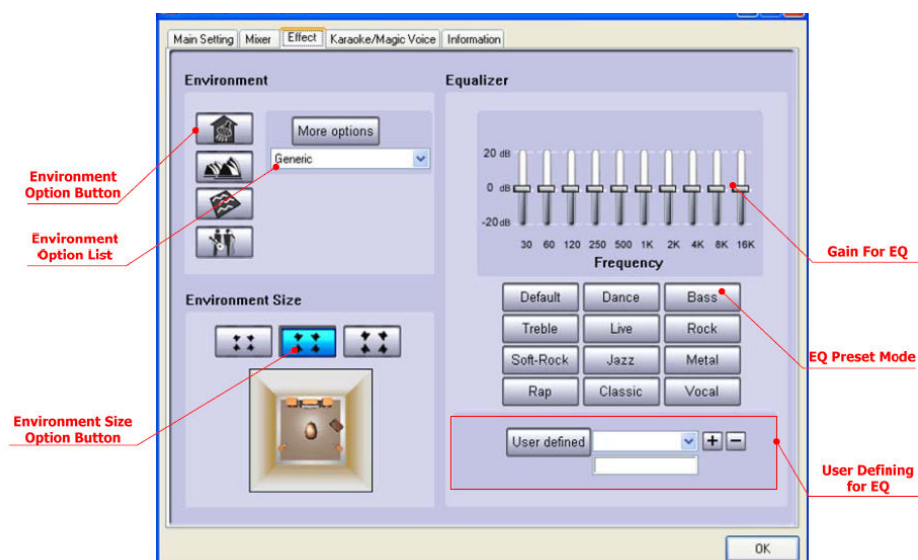 Main Setting Mixer Effect Karaoke/Magic Voice Information
Environment
More options
Generic
Environment
Option Button
Environment
Option List
Environment Size
Environment Size
Option Button
Equalizer
20 dB
0 dB
-20 dB
30 60 120 250 500 1K 2K 4K 8K 16K
Frequency
Gain For EQ
Default Dance Bass
Treble Live Rock
Soft-Rock Jazz Metal
Rap Classic Vocal
EQ Preset Mode
User defined + −
User Defining
for EQ
OK